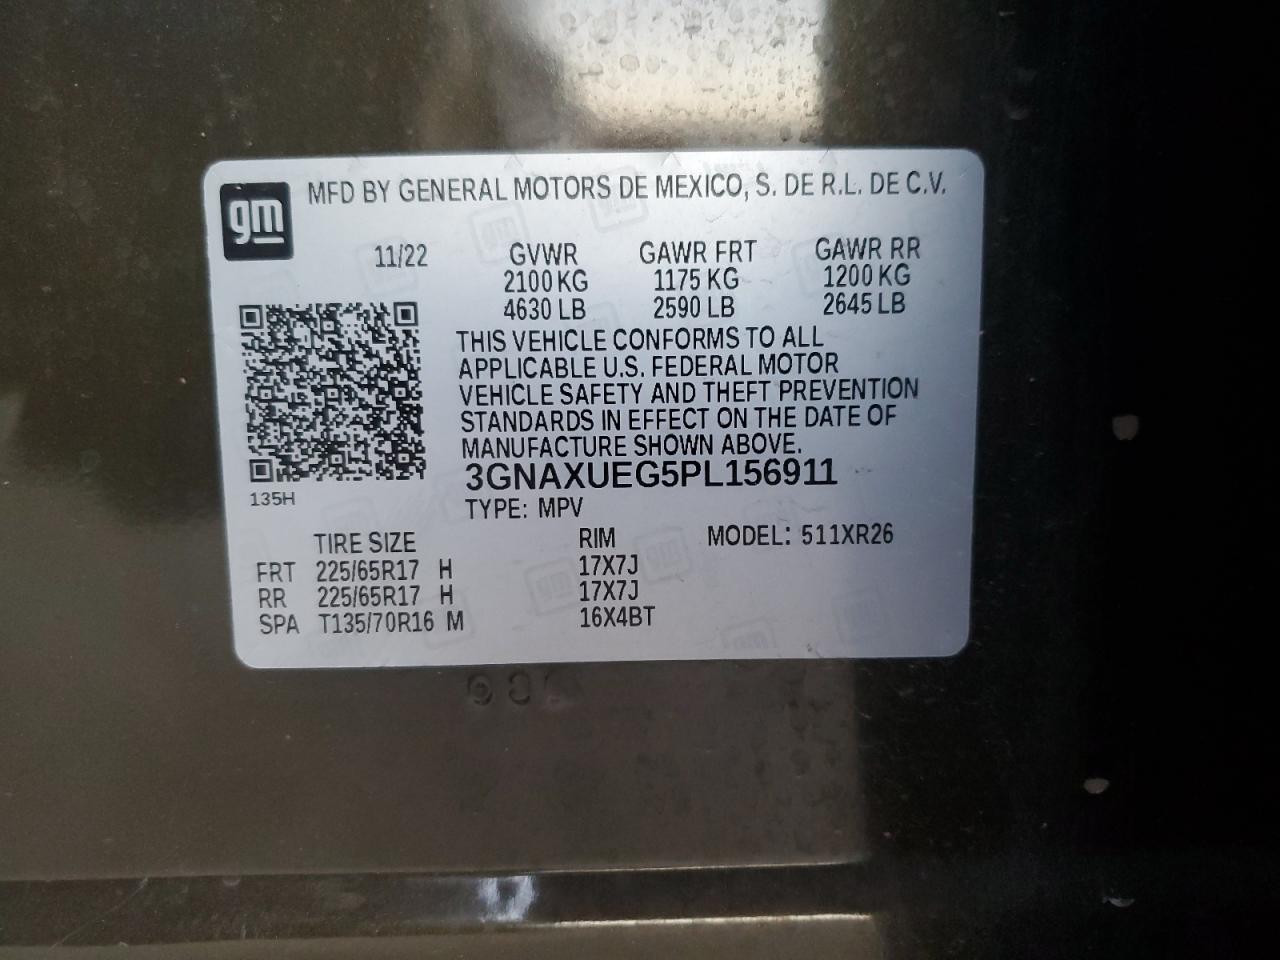 gm
MFD BY GENERAL MOTORS DE MEXICO, S. DE R.L. DE C.V.
11/22 GVWR GAWR FRT GAWR RR
2100 KG 1175 KG 1200 KG
4630 LB 2590 LB 2645 LB
THIS VEHICLE CONFORMS TO ALL
APPLICABLE U.S. FEDERAL MOTOR
VEHICLE SAFETY AND THEFT PREVENTION
STANDARDS IN EFFECT ON THE DATE OF
MANUFACTURE SHOWN ABOVE.
3GNAXUEG5PL156911
135H
TYPE: MPV
TIRE SIZE RIM MODEL: 511XR26
FRT 225/65R17 H 17X7J
RR 225/65R17 H 17X7J
SPA T135/70R16 M 16X4BT